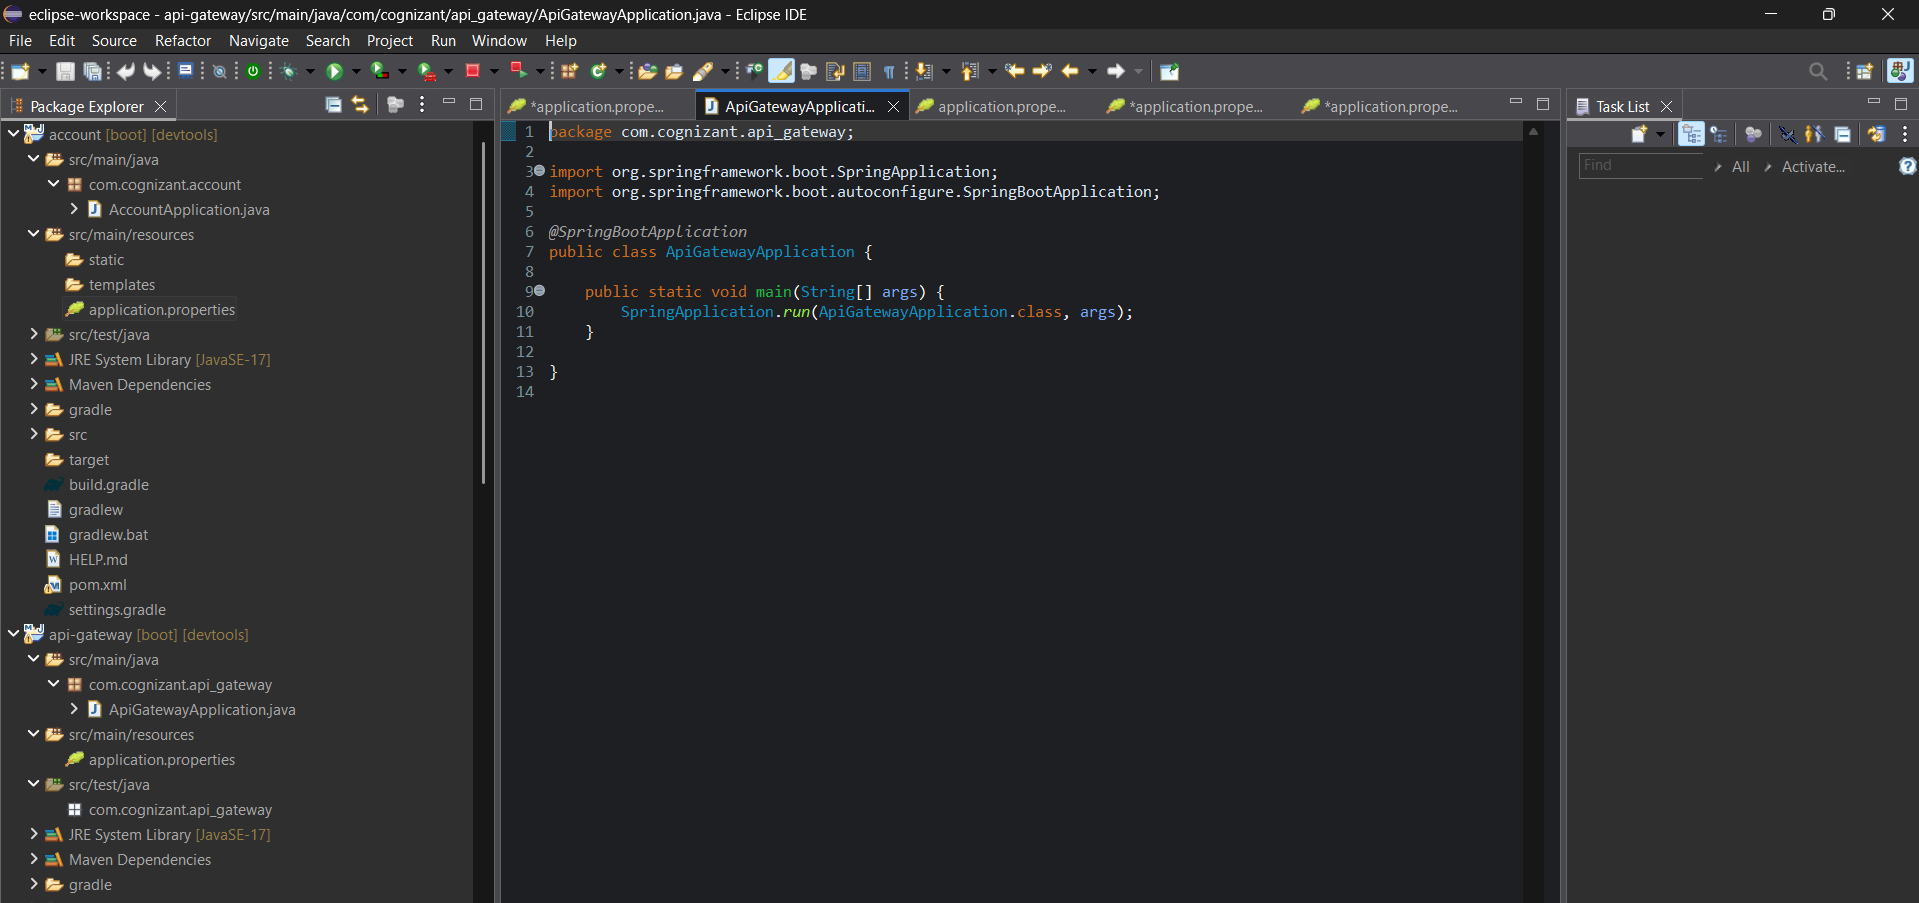 eclipse-workspace - api-gateway/src/main/java/com/cognizant/api_gateway/ApiGatewayApplication.java - Eclipse IDE
File Edit Source Refactor Navigate Search Project Run Window Help
Package Explorer
account [boot] [devtools]
src/main/java
com.cognizant.account
AccountApplication.java
src/main/resources
static
templates
application.properties
src/test/java
JRE System Library [JavaSE-17]
Maven Dependencies
gradle
src
target
build.gradle
gradlew
gradlew.bat
HELP.md
pom.xml
settings.gradle
api-gateway [boot] [devtools]
src/main/java
com.cognizant.api_gateway
ApiGatewayApplication.java
src/main/resources
application.properties
src/test/java
com.cognizant.api_gateway
JRE System Library [JavaSE-17]
Maven Dependencies
gradle
*application.prope... ApiGatewayApplicati... application.prope... *application.prope... *application.prope...
1 package com.cognizant.api_gateway;
2
3 import org.springframework.boot.SpringApplication;
4 import org.springframework.boot.autoconfigure.SpringBootApplication;
5
6 @SpringBootApplication
7 public class ApiGatewayApplication {
8
9 public static void main(String[] args) {
10 SpringApplication.run(ApiGatewayApplication.class, args);
11 }
12
13 }
14
Task List
Find All Activate...